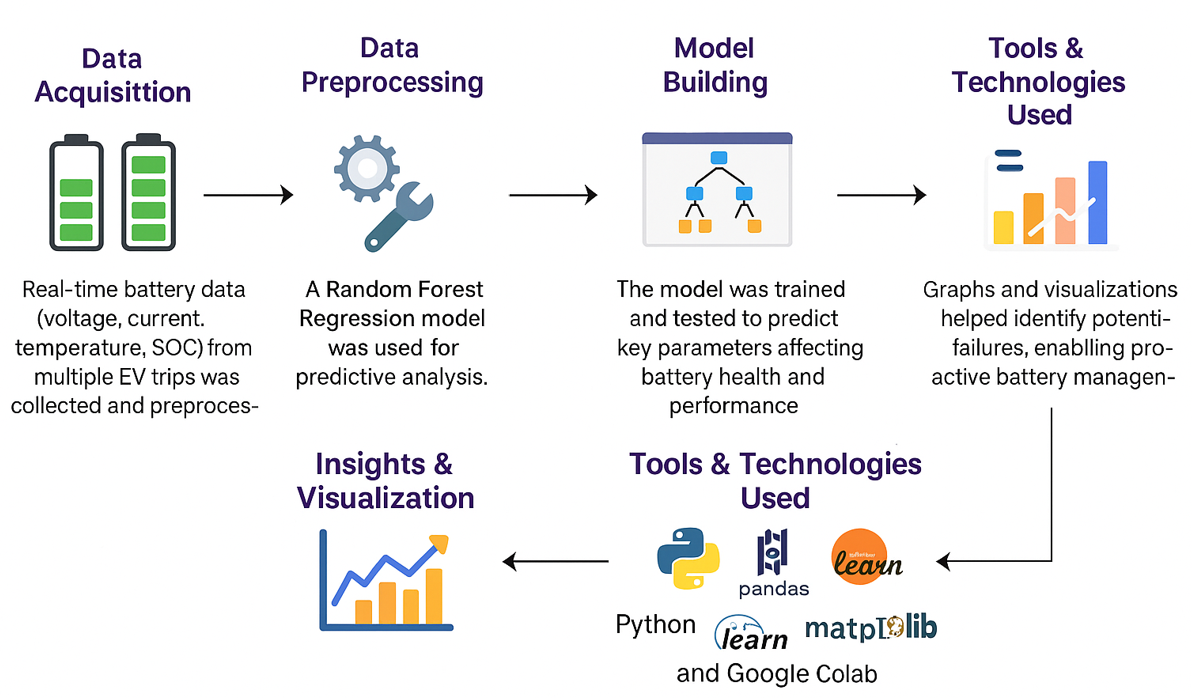 Data
Acquisittion
Real-time battery data
(voltage, current.
temperature, SOC) from
multiple EV trips was
collected and preproces-
Data
Preprocessing
A Random Forest
Regression model
was used for
predictive analysis.
Model
Building
The model was trained
and tested to predict
key parameters affecting
battery health and
performance
Tools &
Technologies
Used
Graphs and visualizations
helped identify potenti-
failures, enablling pro-
active battery managen-
Tools & Technologies
Used
pandas
learn
Python
learn
and Google Colab
Insights &
Visualization